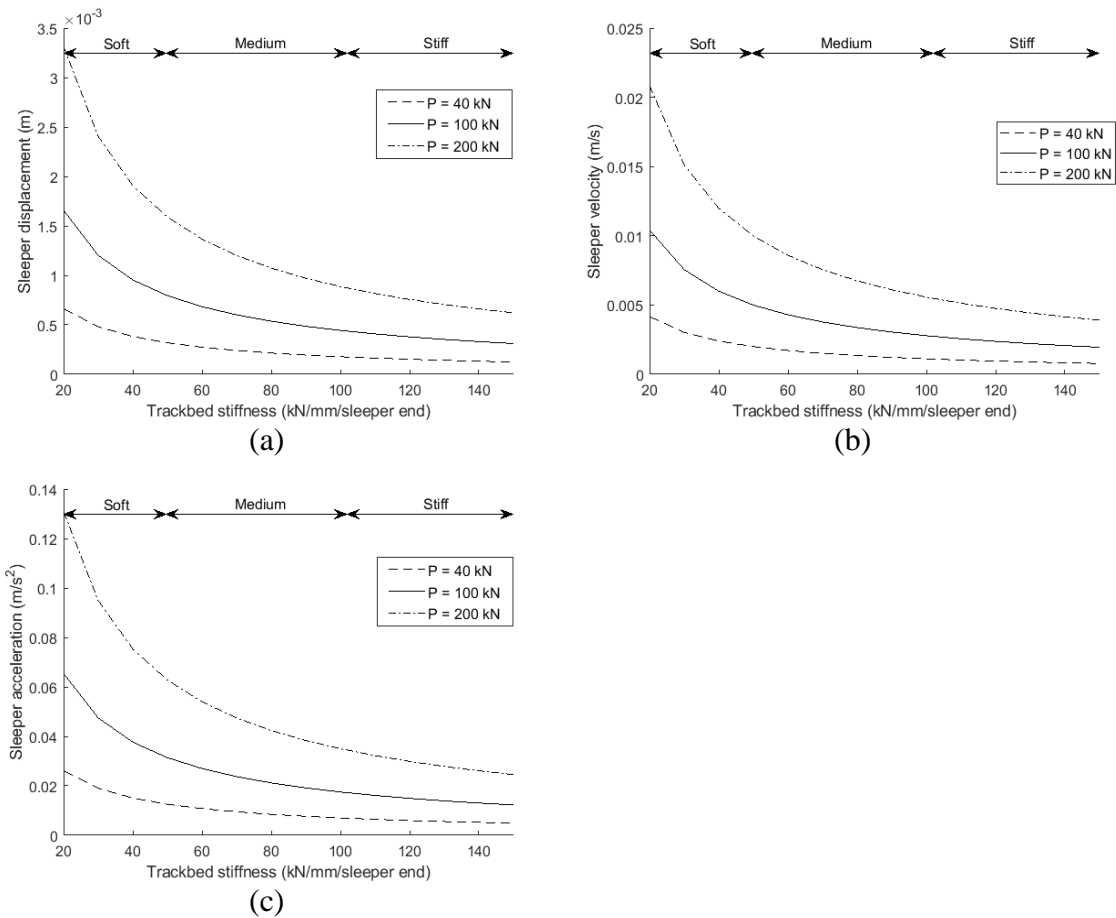 ×10⁻³
3.5
3
2.5
2
1.5
1
0.5
0
Sleeper displacement (m)
Soft Medium Stiff
P = 40 kN
P = 100 kN
P = 200 kN
20 40 60 80 100 120 140
Trackbed stiffness (kN/mm/sleeper end)
(a)
0.025
0.02
0.015
0.01
0.005
0
Sleeper velocity (m/s)
Soft Medium Stiff
P = 40 kN
P = 100 kN
P = 200 kN
20 40 60 80 100 120 140
Trackbed stiffness (kN/mm/sleeper end)
(b)
0.14
0.12
0.1
0.08
0.06
0.04
0.02
0
Sleeper acceleration (m/s²)
Soft Medium Stiff
P = 40 kN
P = 100 kN
P = 200 kN
20 40 60 80 100 120 140
Trackbed stiffness (kN/mm/sleeper end)
(c)